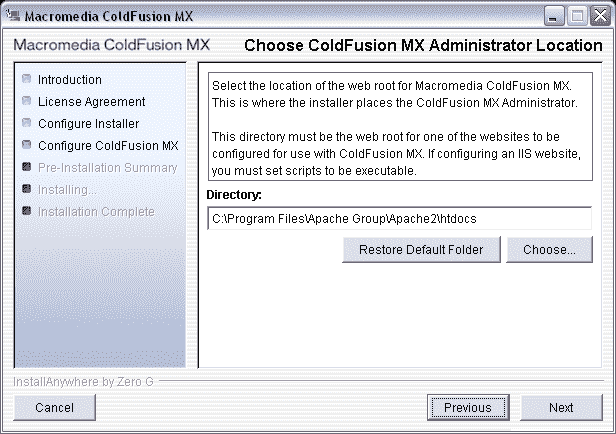 Macromedia ColdFusion MX
Macromedia ColdFusion MX
Choose ColdFusion MX Administrator Location
Introduction
License Agreement
Configure Installer
Configure ColdFusion MX
Pre-Installation Summary
Installing...
Installation Complete
Select the location of the web root for Macromedia ColdFusion MX.
This is where the installer places the ColdFusion MX Administrator.
This directory must be the web root for one of the websites to be
configured for use with ColdFusion MX. If configuring an IIS website,
you must set scripts to be executable.
Directory:
C:\Program Files\Apache Group\Apache2\htdocs
Restore Default Folder
Choose...
InstallAnywhere by Zero G
Cancel
Previous
Next